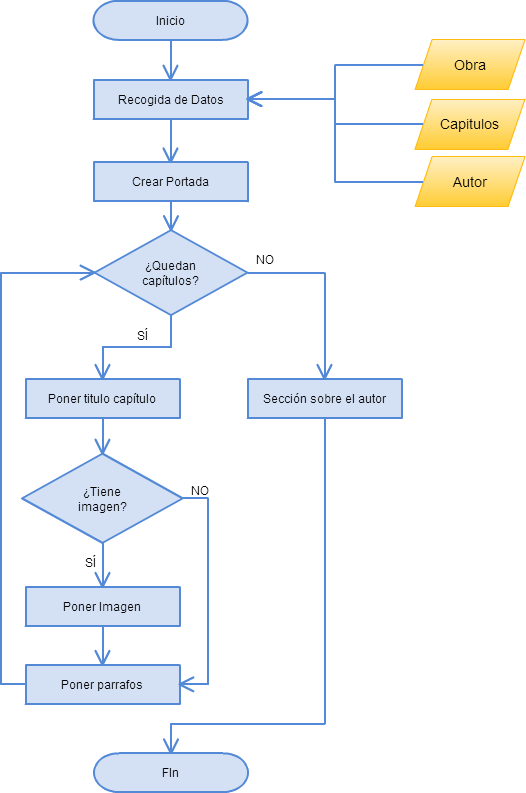 Inicio
Obra
Recogida de Datos
Capitulos
Crear Portada
Autor
¿Quedan
capítulos?
NO
SÍ
Poner titulo capítulo
Sección sobre el autor
¿Tiene
imagen?
NO
SÍ
Poner Imagen
Poner parrafos
FIn